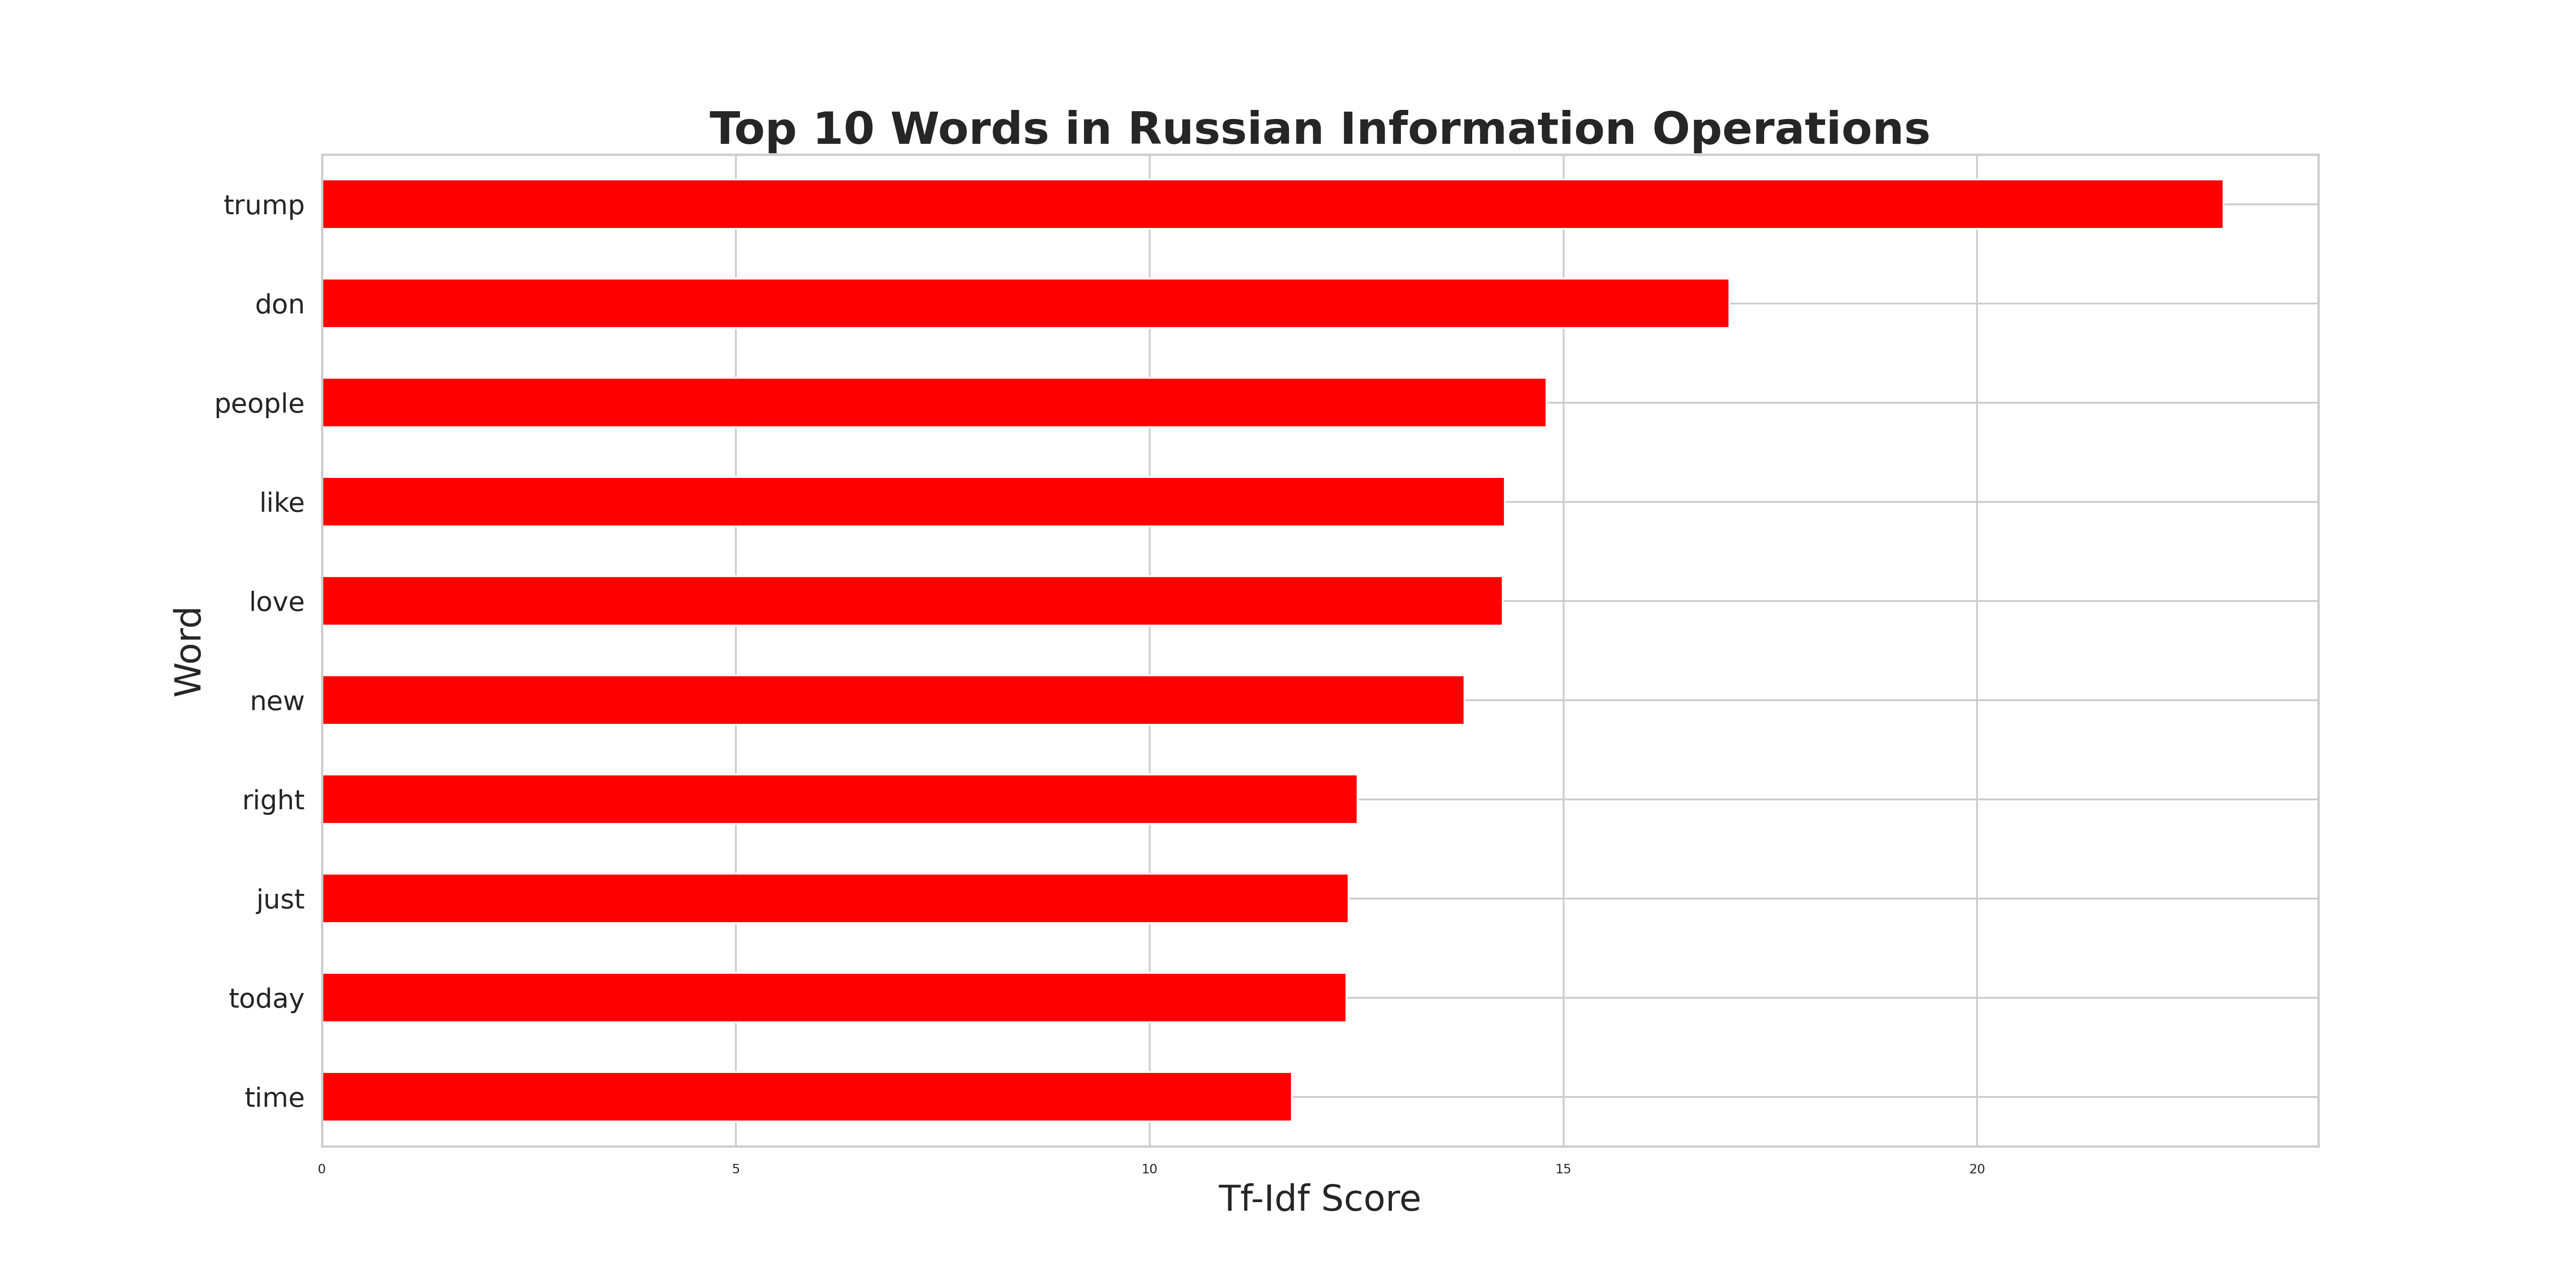 Top 10 Words in Russian Information Operations
trump
don
people
like
love
new
right
just
today
time
Word
0 5 10 15 20
Tf-Idf Score